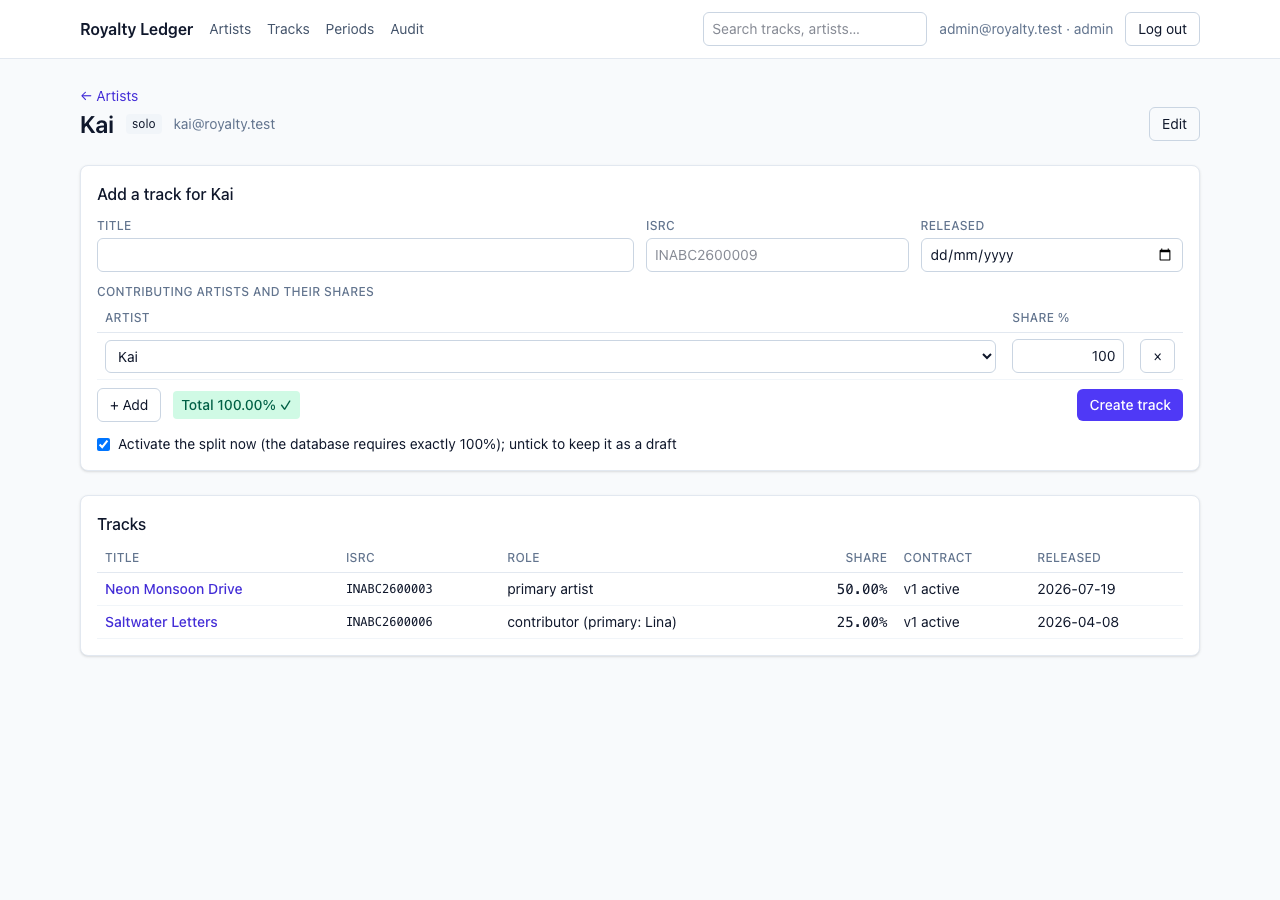 Royalty Ledger Artists Tracks Periods Audit Search tracks, artists... admin@royalty.test · admin Log out
← Artists
Kai solo kai@royalty.test Edit
Add a track for Kai
TITLE ISRC RELEASED
INABC2600009 dd/mm/yyyy
CONTRIBUTING ARTISTS AND THEIR SHARES
ARTIST SHARE %
Kai 100 ×
+ Add Total 100.00% ✓ Create track
Activate the split now (the database requires exactly 100%); untick to keep it as a draft
Tracks
TITLE ISRC ROLE SHARE CONTRACT RELEASED
Neon Monsoon Drive INABC2600003 primary artist 50.00% v1 active 2026-07-19
Saltwater Letters INABC2600006 contributor (primary: Lina) 25.00% v1 active 2026-04-08